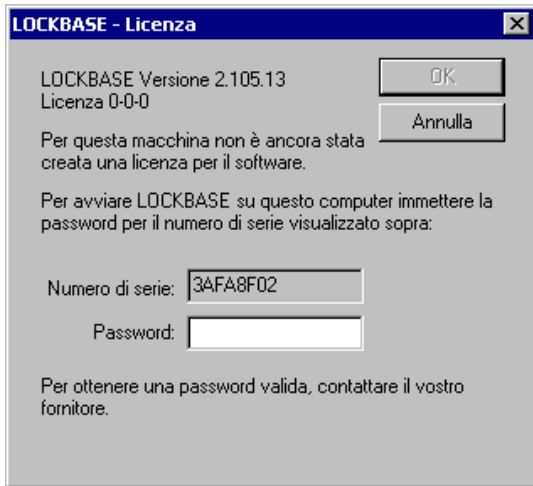 LOCKBASE - Licenza
LOCKBASE Versione 2.105.13
Licenza 0-0-0
OK
Annulla
Per questa macchina non è ancora stata
creata una licenza per il software.
Per avviare LOCKBASE su questo computer immettere la
password per il numero di serie visualizzato sopra:
Numero di serie: 3AFA8F02
Password:
Per ottenere una password valida, contattare il vostro
fornitore.